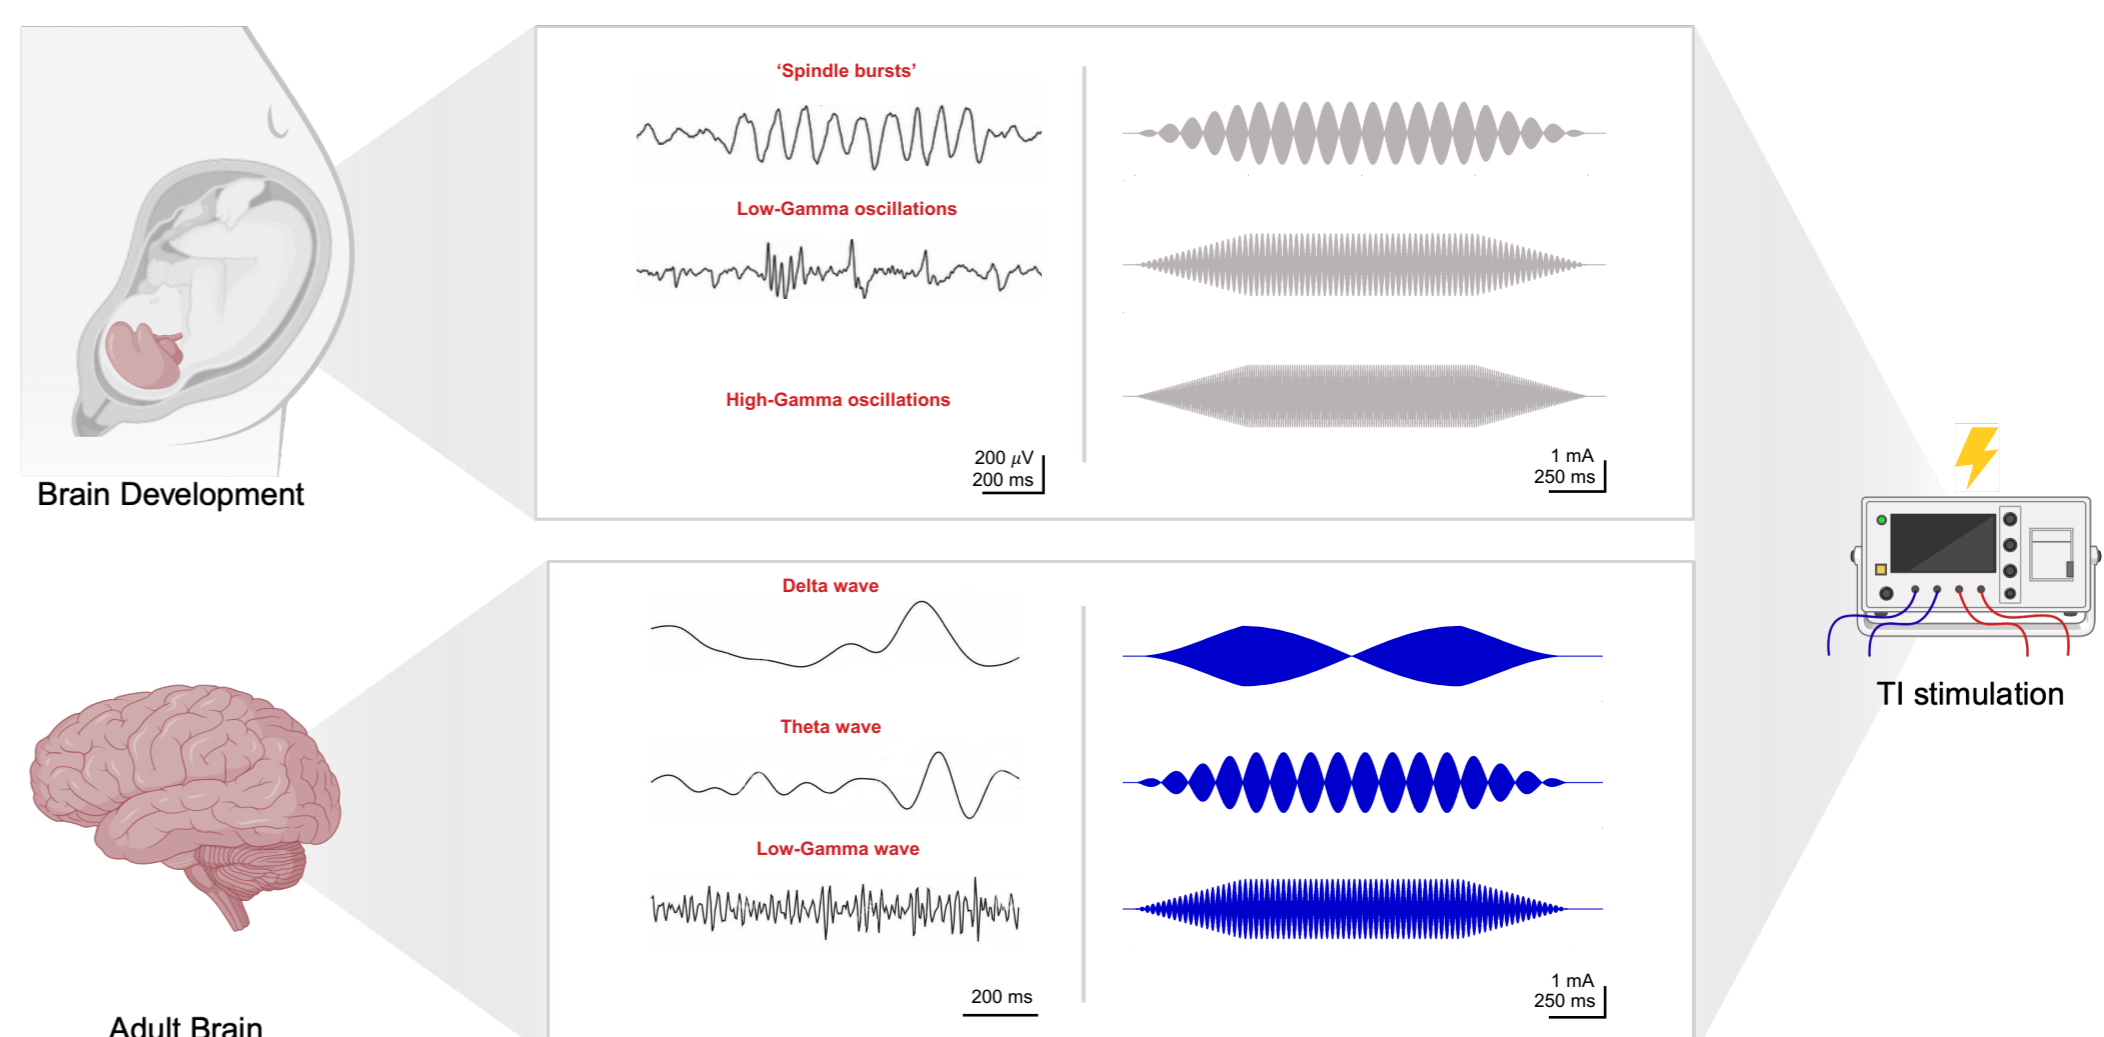 ‘Spindle bursts’
Low-Gamma oscillations
High-Gamma oscillations
200 μV
200 ms
1 mA
250 ms
Brain Development
Delta wave
Theta wave
Low-Gamma wave
200 ms
1 mA
250 ms
TI stimulation
Adult Brain